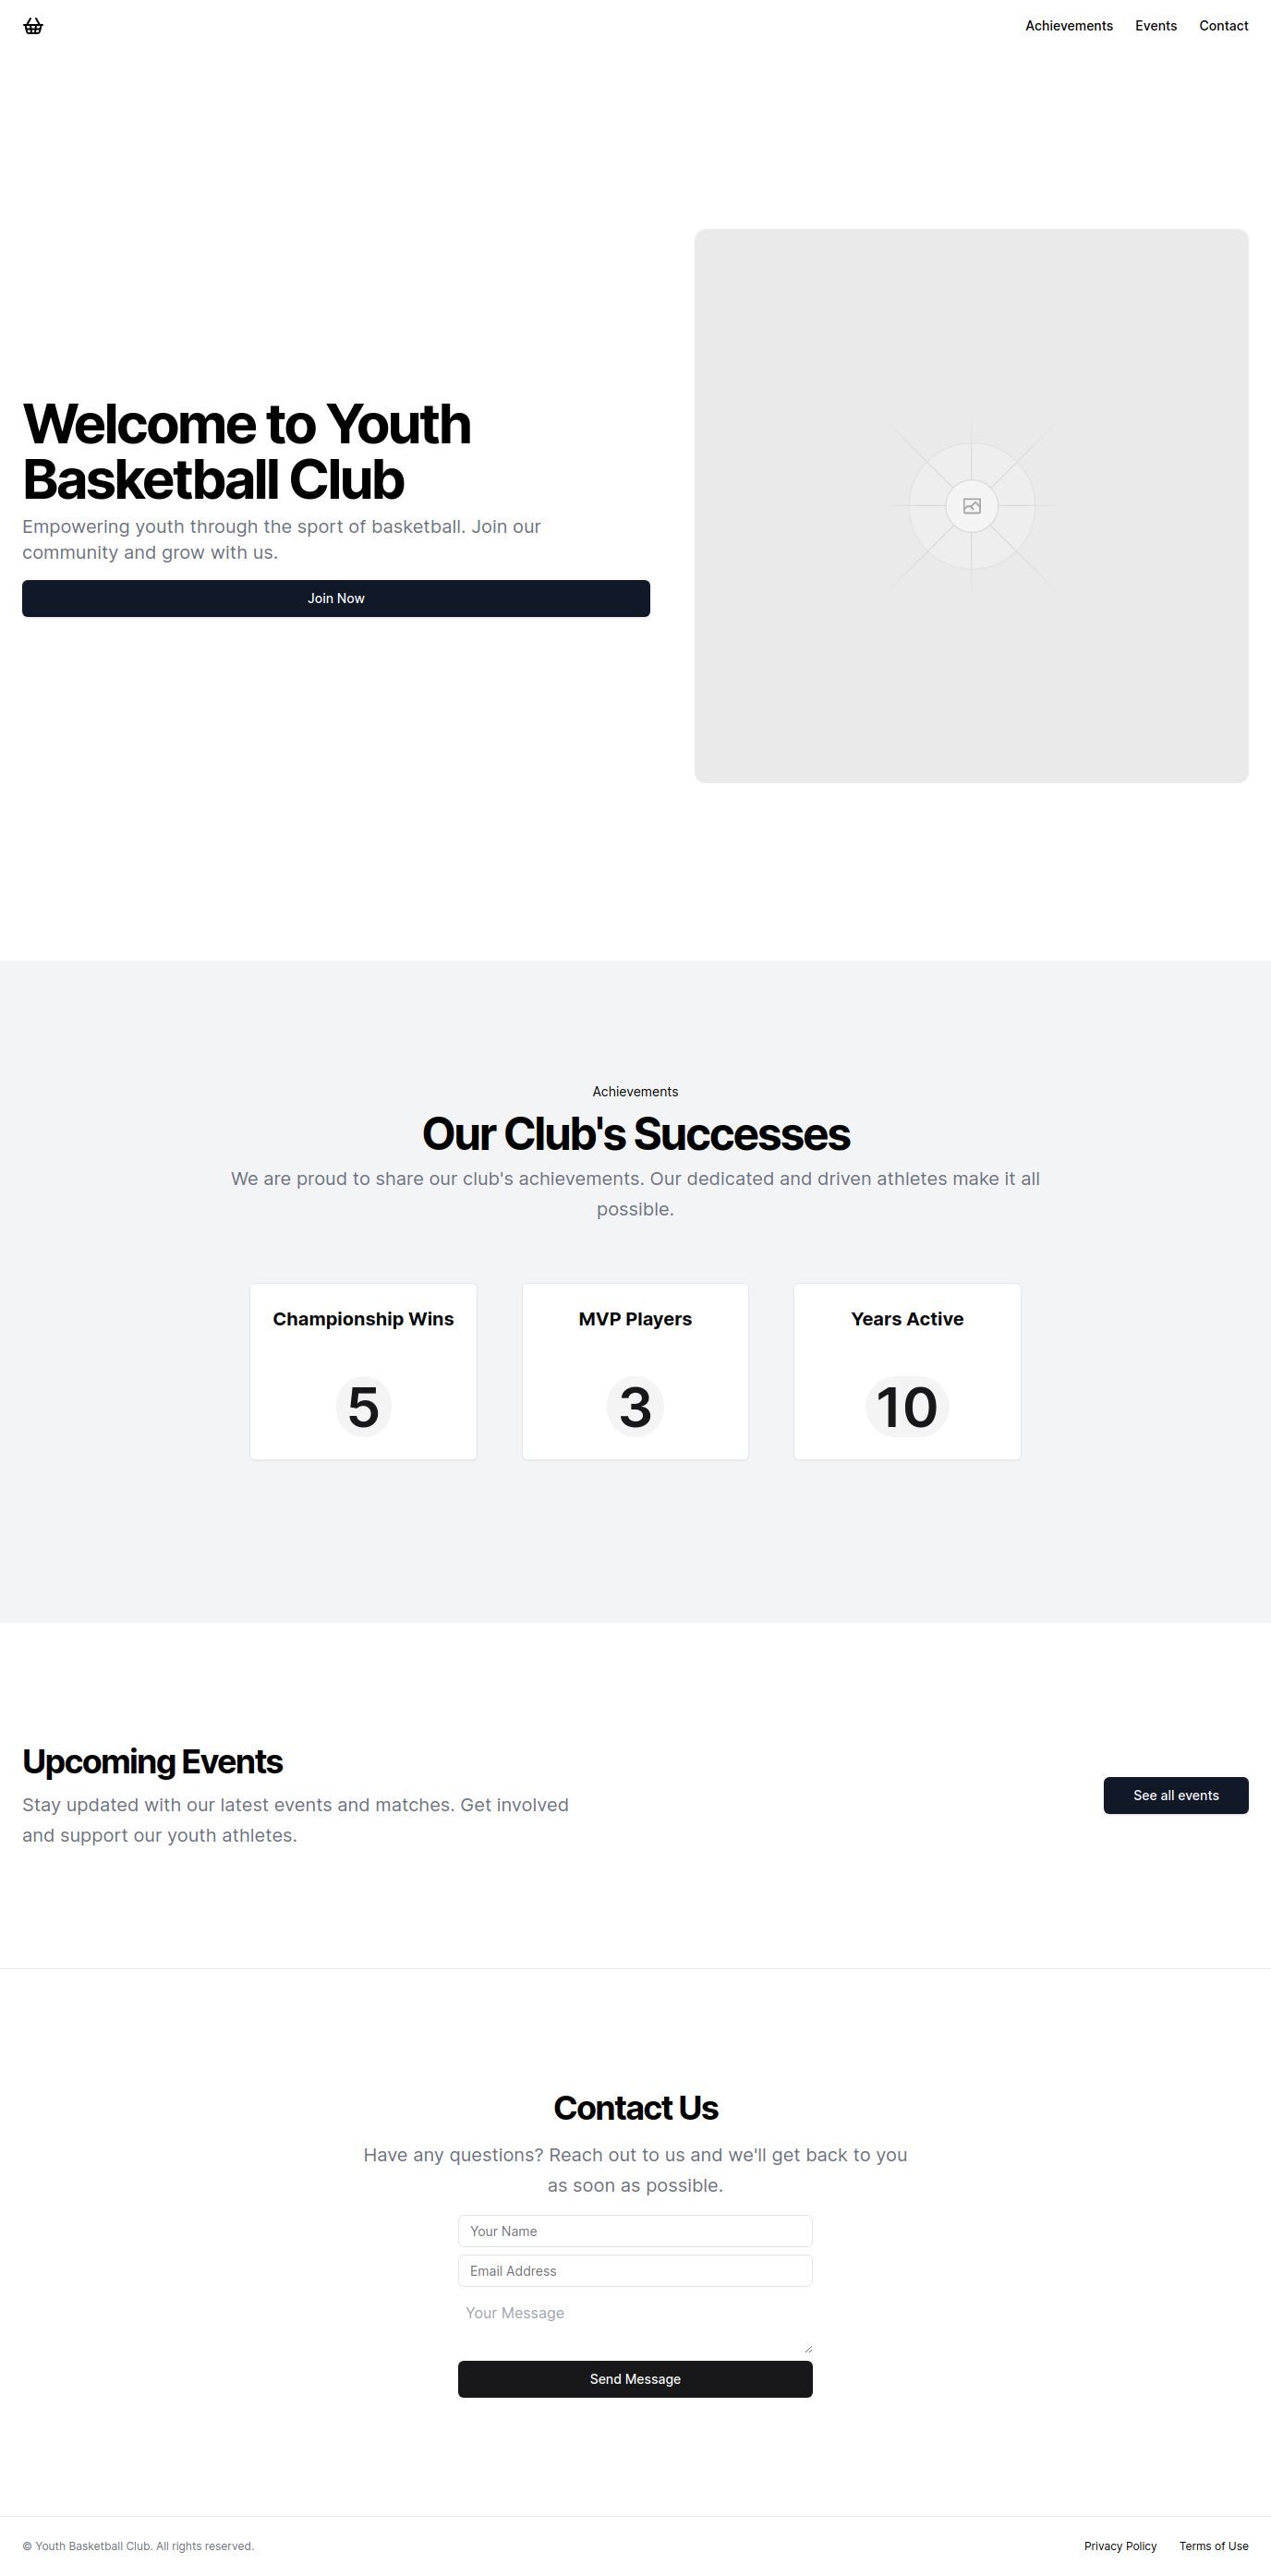 Achievements
Events
Contact
Welcome to Youth
Basketball Club
Empowering youth through the sport of basketball. Join our
community and grow with us.
Join Now
Achievements
Our Club's Successes
We are proud to share our club's achievements. Our dedicated and driven athletes make it all
possible.
Championship Wins
5
MVP Players
3
Years Active
10
Upcoming Events
Stay updated with our latest events and matches. Get involved
and support our youth athletes.
See all events
Contact Us
Have any questions? Reach out to us and we'll get back to you
as soon as possible.
Your Name
Email Address
Your Message
Send Message
© Youth Basketball Club. All rights reserved.
Privacy Policy
Terms of Use